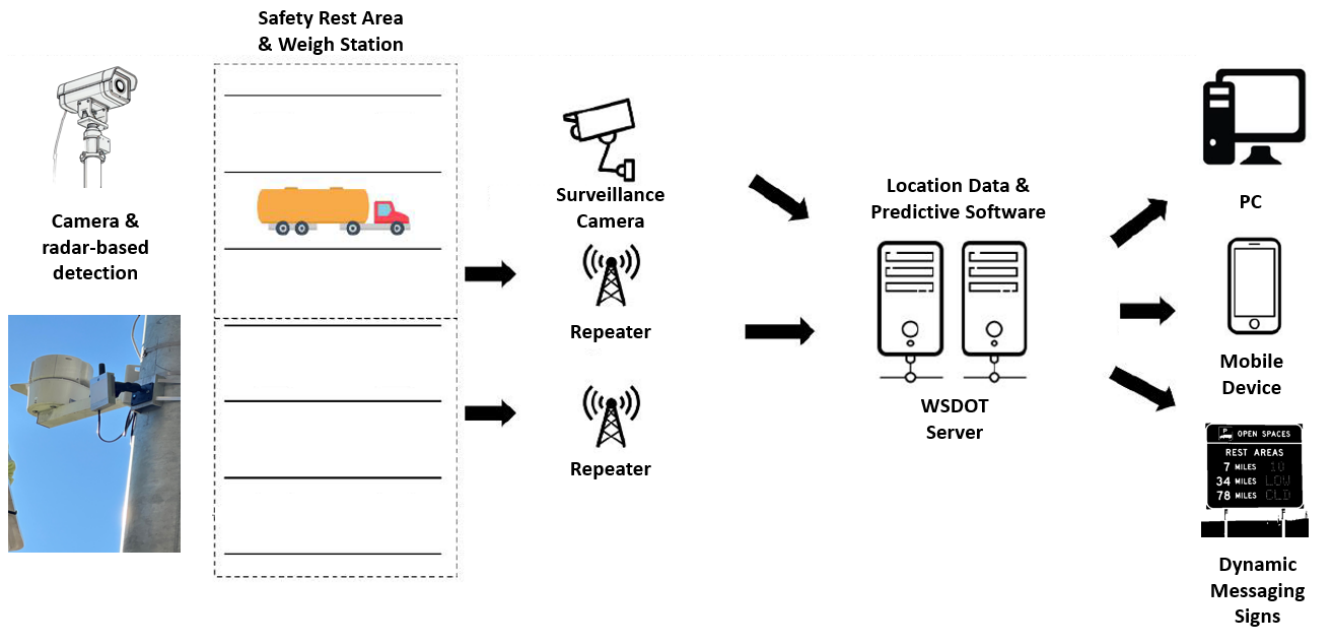 Safety Rest Area
& Weigh Station
Camera &
radar-based
detection
Surveillance
Camera
Repeater
Repeater
Location Data &
Predictive Software
WSDOT
Server
PC
Mobile
Device
P OPEN SPACES
REST AREAS
7 MILES 10
34 MILES LOW
78 MILES CLD
Dynamic
Messaging
Signs